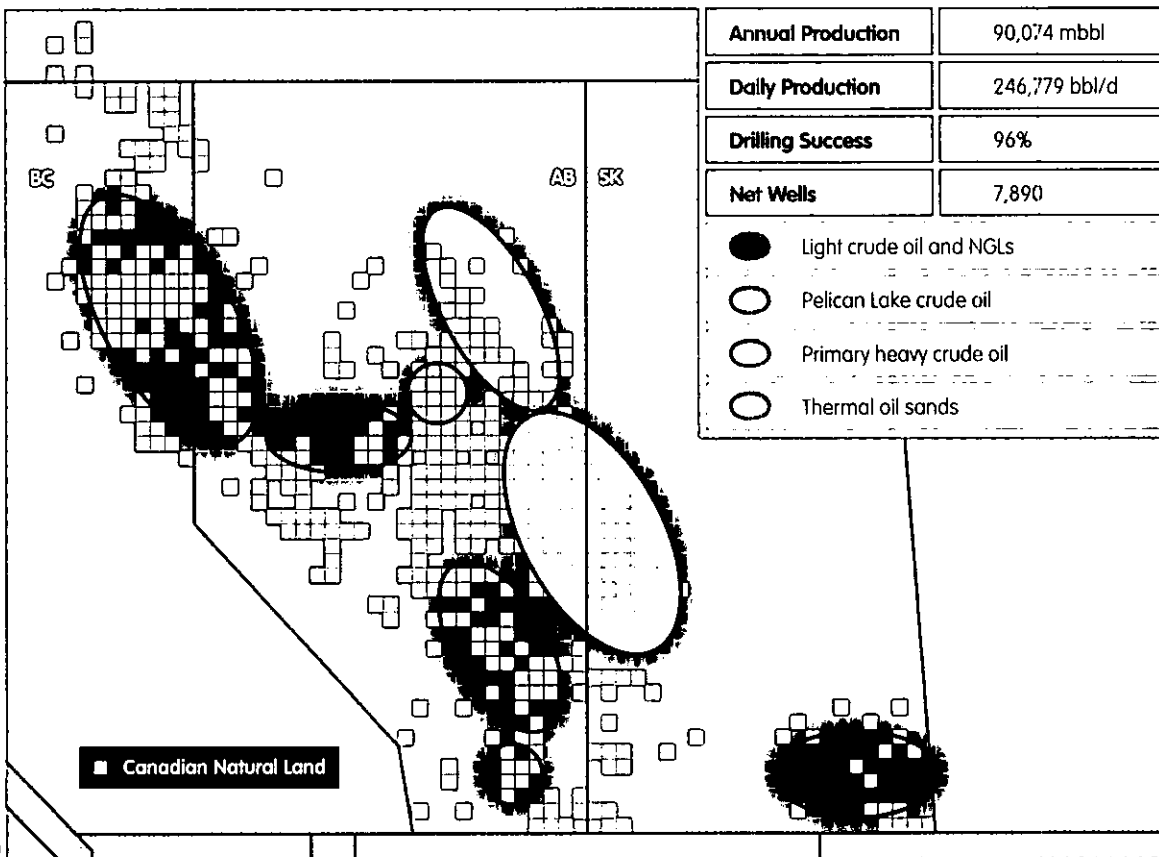 Annual Production 90,074 mbbl
Daily Production 246,779 bbl/d
Drilling Success 96%
Net Wells 7,890
BC AB SK
Light crude oil and NGLs
Pelican Lake crude oil
Primary heavy crude oil
Thermal oil sands
Canadian Natural Land